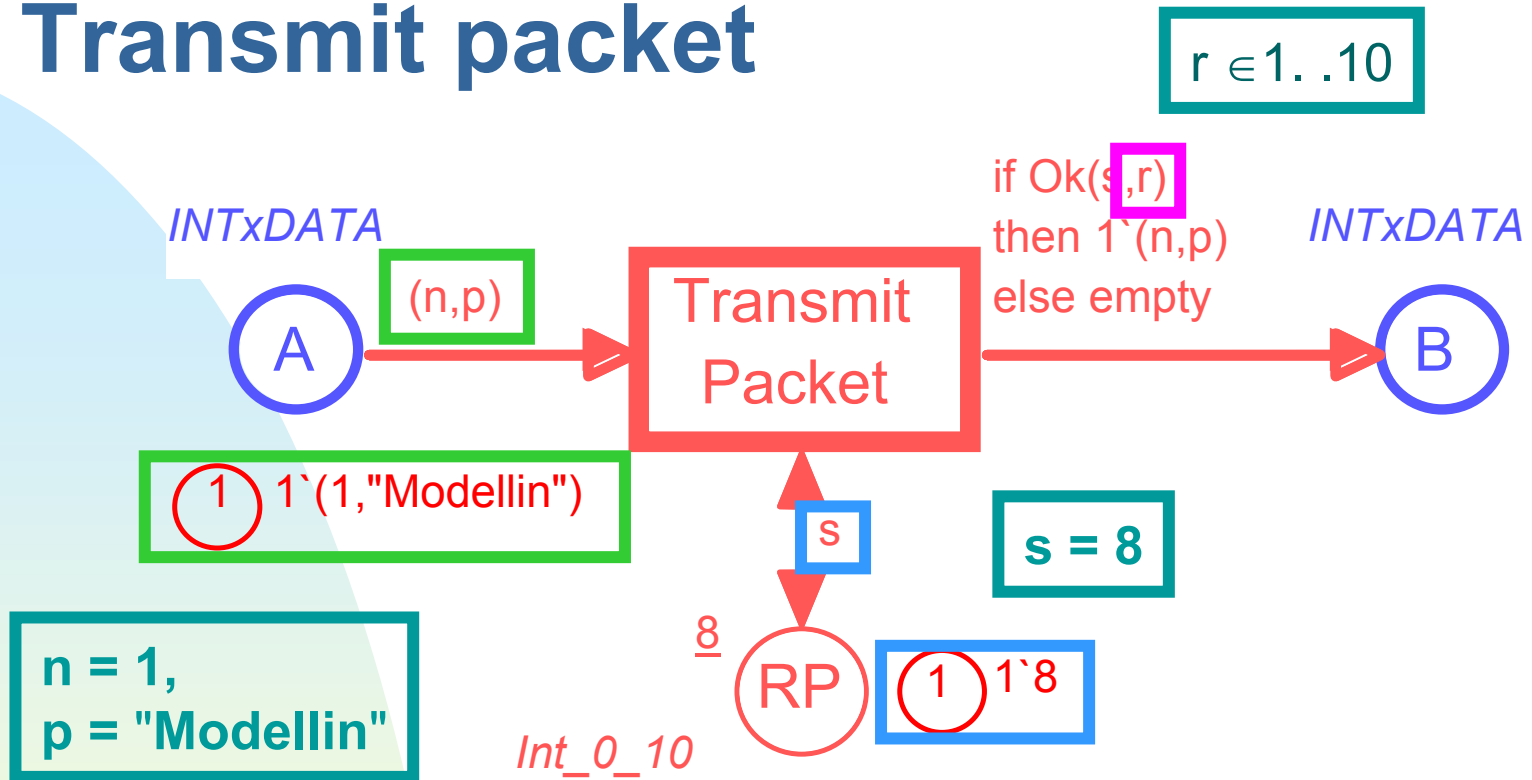 Transmit packet
r ∈1. .10
if Ok(s,r)
then 1`(n,p)
else empty
INTxDATA
INTxDATA
(n,p)
A
Transmit
Packet
B
1 1`(1,"Modellin")
s
s = 8
8
RP
1 1`8
n = 1,
p = "Modellin"
Int_0_10